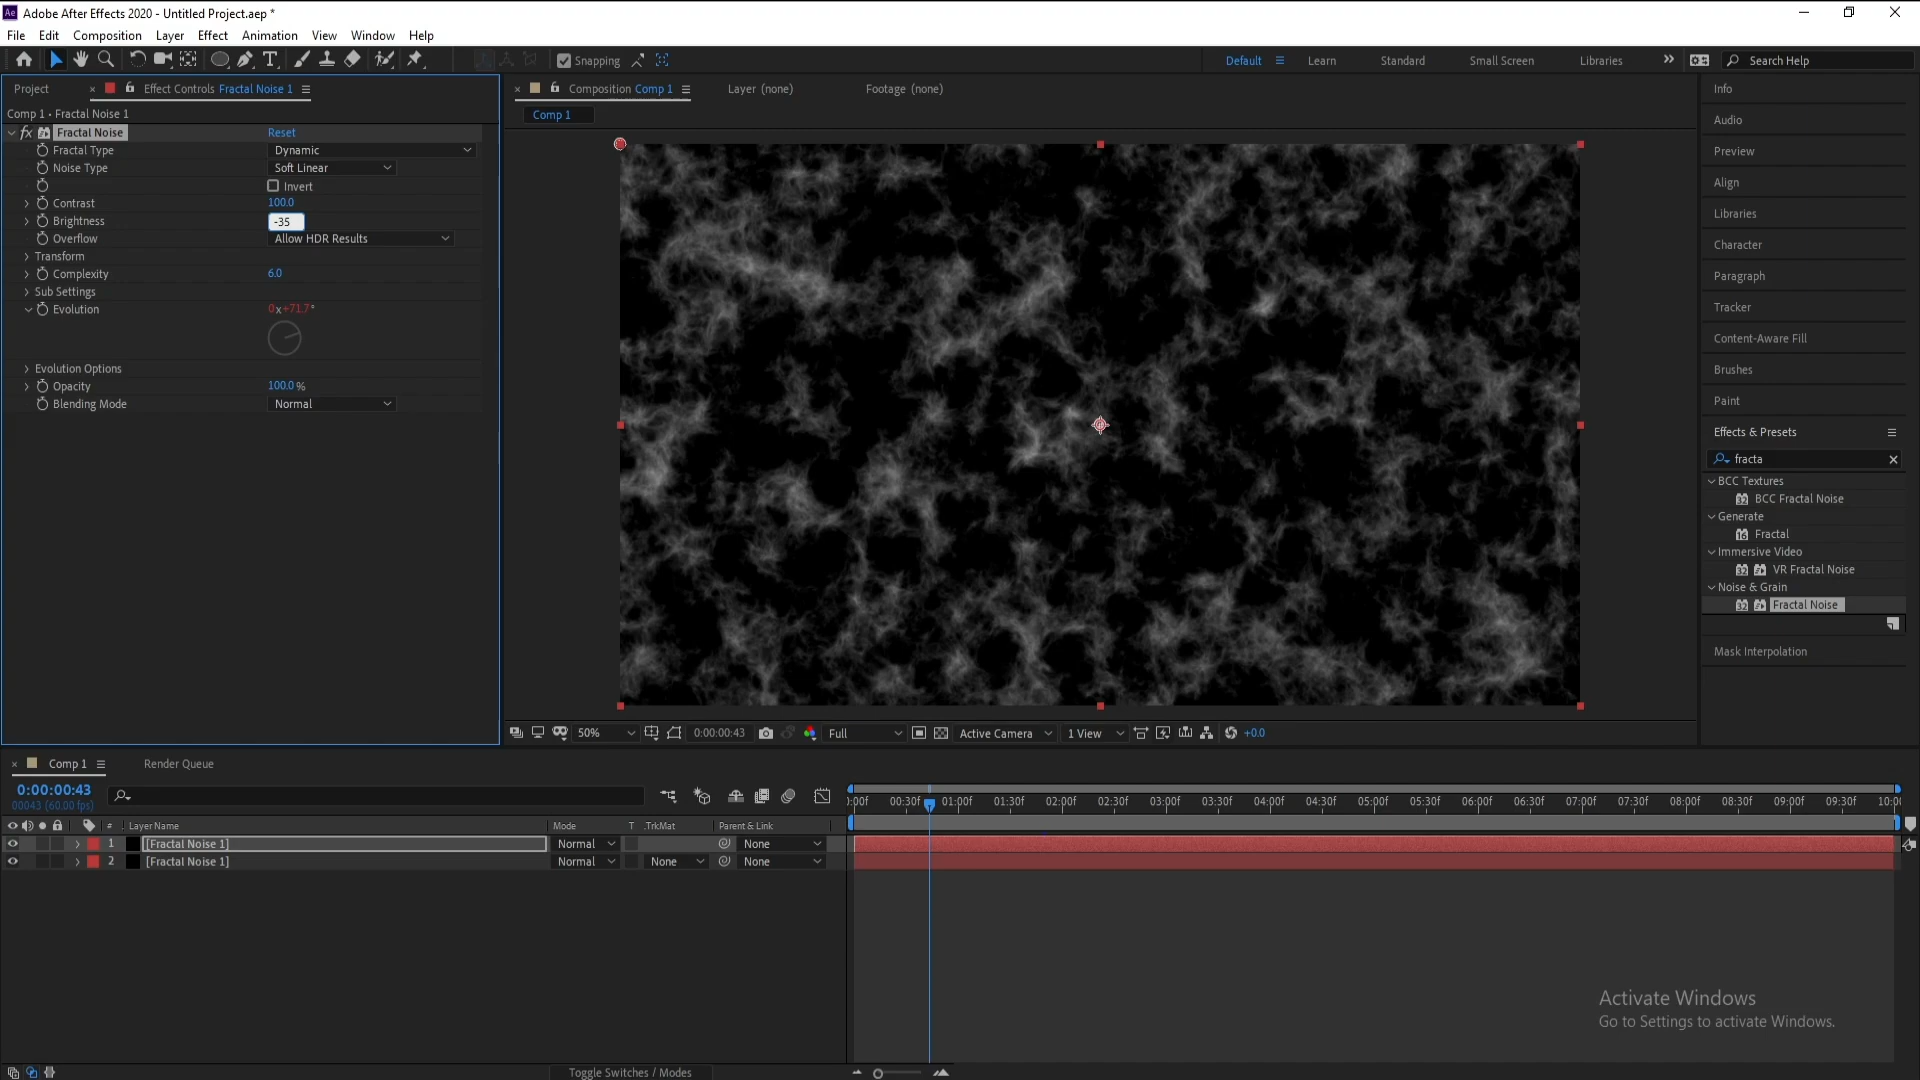 Ae Adobe After Effects 2020 - Untitled Project.aep *
File Edit Composition Layer Effect Animation View Window Help
Snapping
Default Learn Standard Small Screen Libraries
Search Help
Project Effect Controls Fractal Noise 1
Comp 1 • Fractal Noise 1
fx Fractal Noise Reset
Fractal Type Dynamic
Noise Type Soft Linear
Invert
Contrast 100.0
Brightness -35
Overflow Allow HDR Results
Transform
Complexity 6.0
Sub Settings
Evolution 0x+71.7°
Evolution Options
Opacity 100.0 %
Blending Mode Normal
Composition Comp 1 Layer (none) Footage (none)
Comp 1
50% 0:00:00:43 Full Active Camera 1 View +0.0
Info
Audio
Preview
Align
Libraries
Character
Paragraph
Tracker
Content-Aware Fill
Brushes
Paint
Effects & Presets
fracta
BCC Textures
32 BCC Fractal Noise
Generate
16 Fractal
Immersive Video
32 VR Fractal Noise
Noise & Grain
32 Fractal Noise
Mask Interpolation
Comp 1 Render Queue
0:00:00:43
00043 (60.00 fps)
):00f 00:30f 01:00f 01:30f 02:00f 02:30f 03:00f 03:30f 04:00f 04:30f 05:00f 05:30f 06:00f 06:30f 07:00f 07:30f 08:00f 08:30f 09:00f 09:30f 10:0(
# Layer Name Mode T .TrkMat Parent & Link
1 [Fractal Noise 1] Normal None
2 [Fractal Noise 1] Normal None None
Activate Windows
Go to Settings to activate Windows.
Toggle Switches / Modes